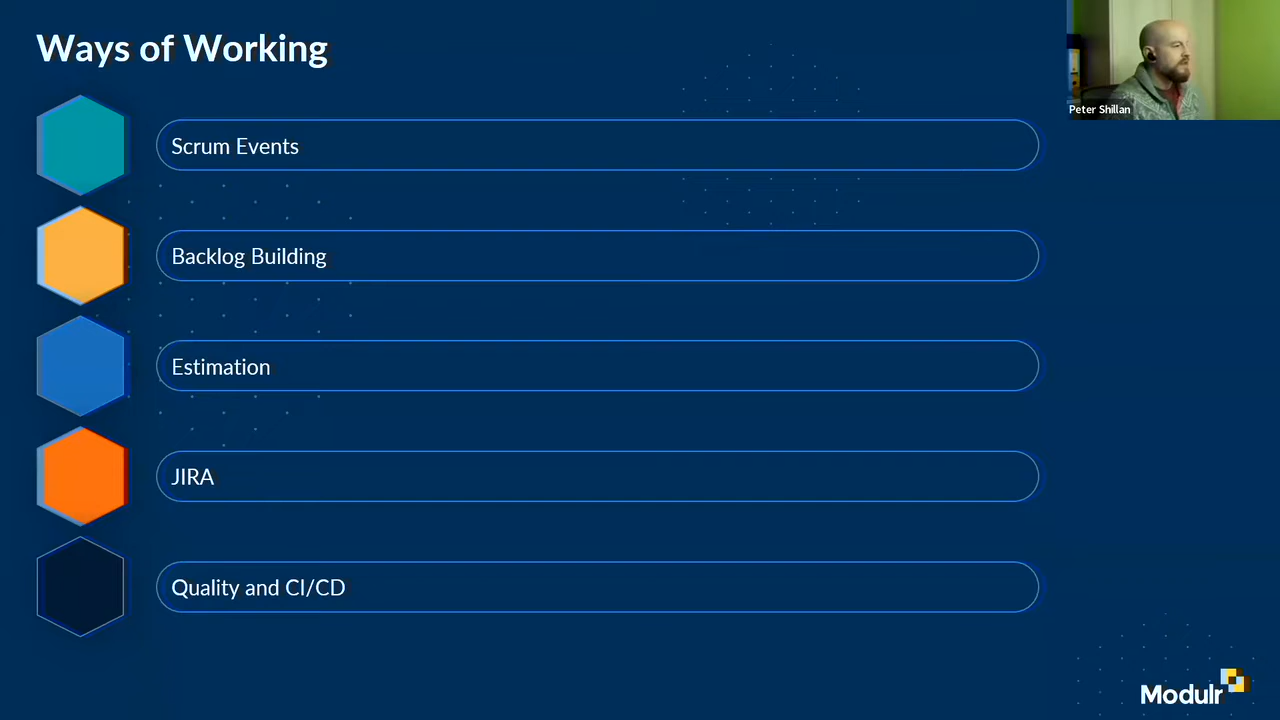 Ways of Working
Peter Shillan
Scrum Events
Backlog Building
Estimation
JIRA
Quality and CI/CD
Modulr